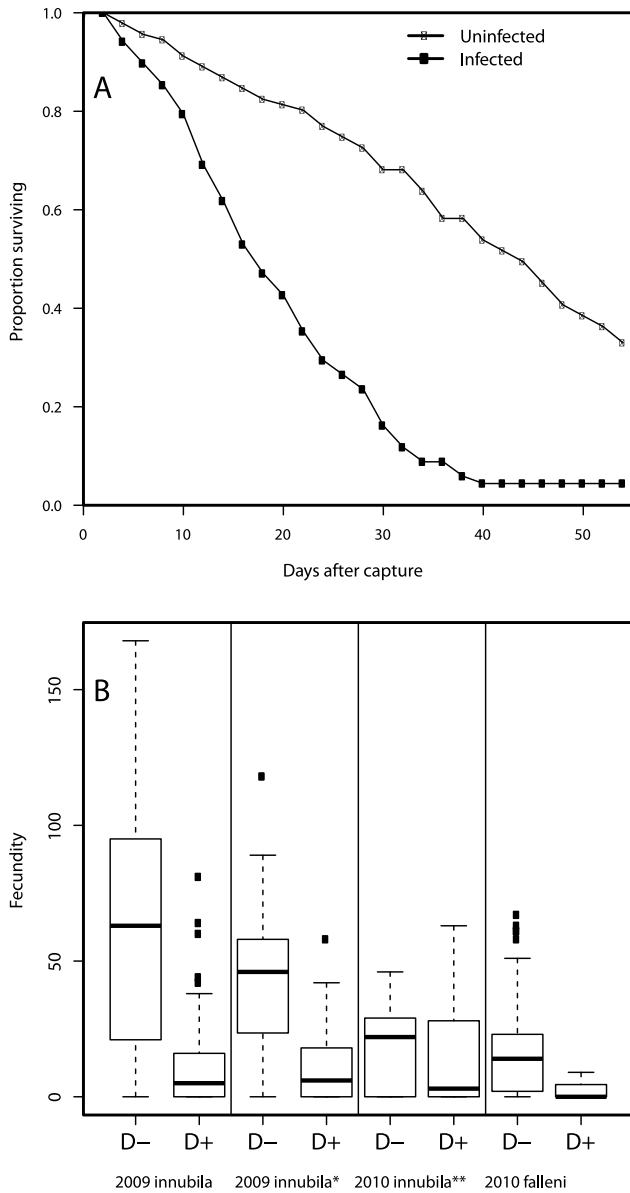 A
Uninfected
Infected
Proportion surviving
1.0
0.8
0.6
0.4
0.2
0.0
0 10 20 30 40 50
Days after capture
B
Fecundity
150
100
50
0
D− D+ D− D+ D− D+ D− D+
2009 innubila 2009 innubila* 2010 innubila** 2010 falleni